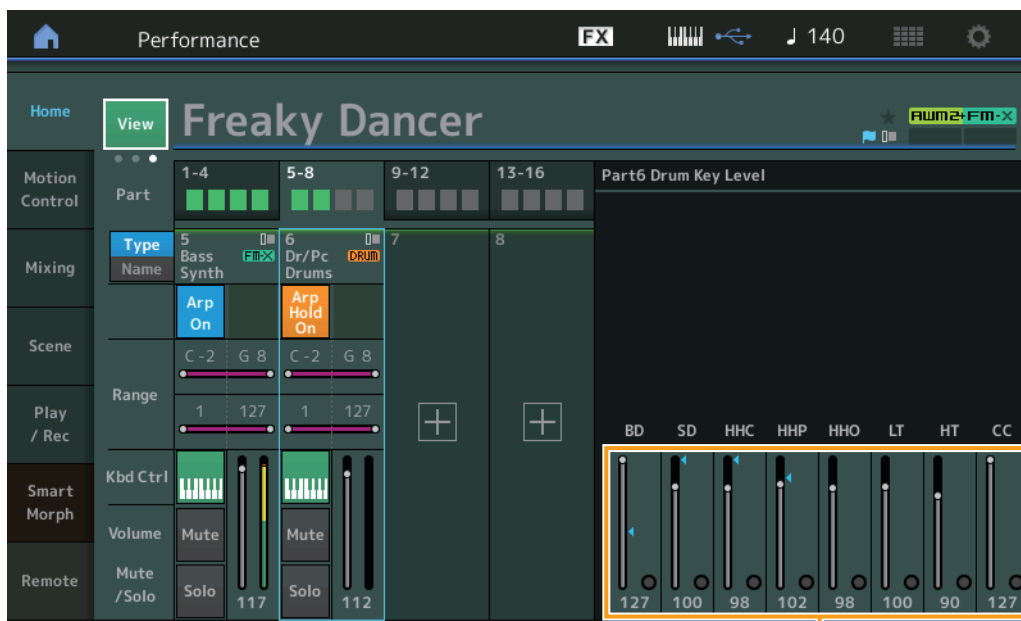 Performance
FX
140
Home
View
Freaky Dancer
AWM2+FM-X
Motion
Control
Part
1-4
5-8
9-12
13-16
Part6 Drum Key Level
Mixing
Type
Name
5
Bass
FM-X
Synth
6
Dr/Pc
DRUM
Drums
7
8
Arp
On
Arp
Hold
On
Scene
C -2
G 8
C -2
G 8
Range
Play
/ Rec
1
127
1
127
BD
SD
HHC
HHP
HHO
LT
HT
CC
Kbd Ctrl
Smart
Morph
Volume
Mute
Mute
Remote
Mute
/Solo
Solo
117
Solo
112
127
100
98
102
98
100
90
127